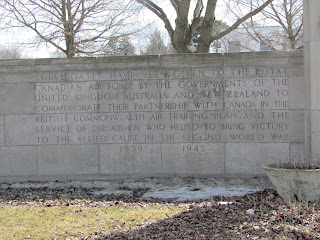 THESE GATES HAVE BEEN GIVEN TO THE ROYAL
CANADIAN AIR FORCE BY THE GOVERNMENTS OF THE
UNITED KINGDOM AUSTRALIA AND NEW ZEALAND TO
COMMEMORATE THEIR PARTNERSHIP WITH CANADA IN THE
BRITISH COMMONWEALTH AIR TRAINING PLAN AND THE
SERVICE OF THE AIRMEN WHO HELPED TO BRING VICTORY
TO THE ALLIED CAUSE IN THE SECOND WORLD WAR
1939 - 1945